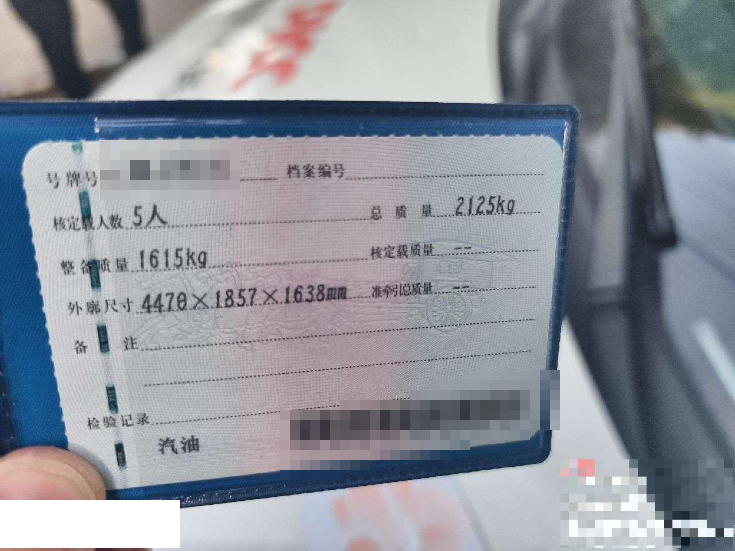 号牌号 档案编号
核定载人数 5人 总质量 2125kg
整备质量 1615kg 核定载质量 --
外廓尺寸 4470×1857×1638mm 准牵引总质量 --
备注
检验记录
汽油